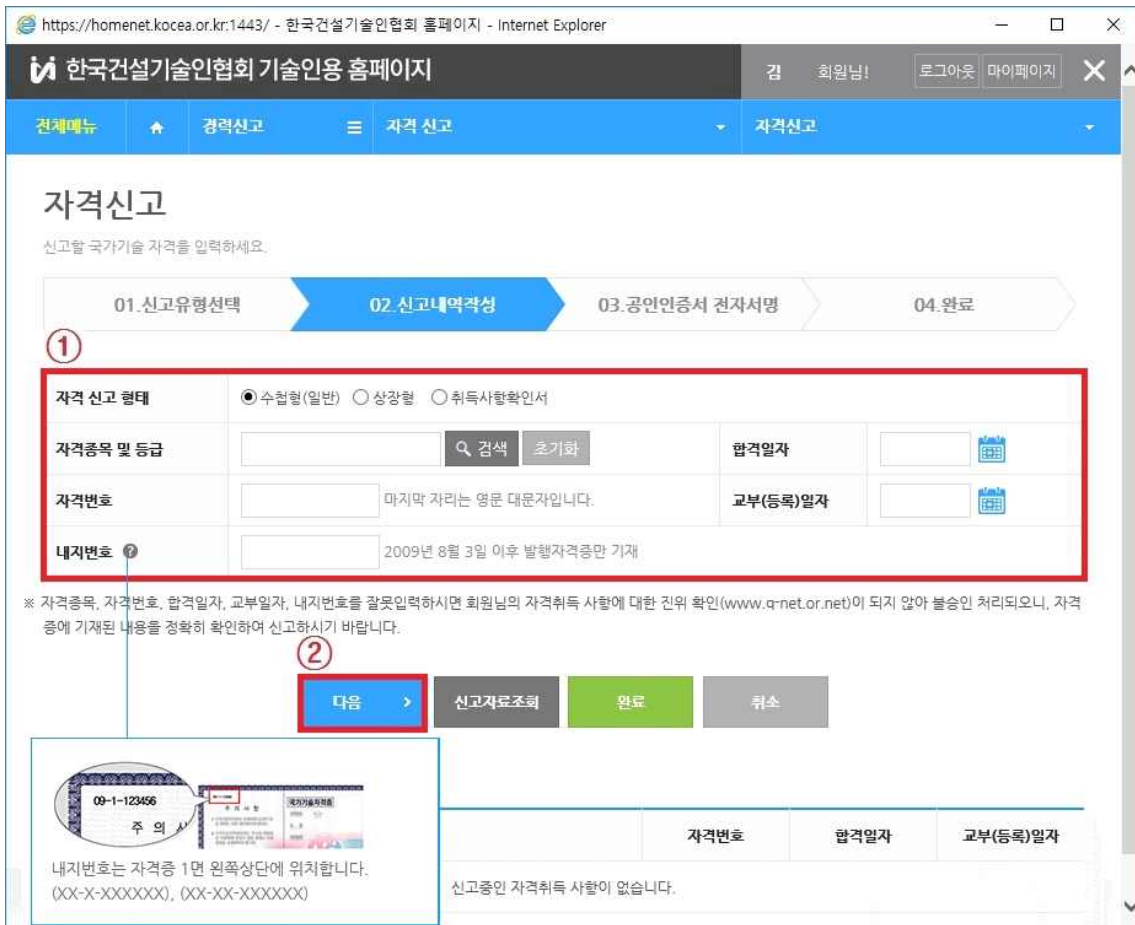 https://homenet.kocea.or.kr:1443/ - 한국건설기술인협회 홈페이지 - Internet Explorer
한국건설기술인협회 기술인용 홈페이지 김 회원님! 로그아웃 마이페이지
전체메뉴 경력신고 자격 신고 자격신고
자격신고
신고할 국가기술 자격을 입력하세요.
01.신고유형선택 02.신고내역작성 03.공인인증서 전자서명 04.완료
①
자격 신고 형태 수첩형(일반) 상장형 취득사항확인서
자격종목 및 등급 검색 초기화 합격일자
자격번호 마지막 자리는 영문 대문자입니다. 교부(등록)일자
내지번호 ? 2009년 8월 3일 이후 발행자격증만 기재
※ 자격종목, 자격번호, 합격일자, 교부일자, 내지번호를 잘못입력하시면 회원님의 자격취득 사항에 대한 진위 확인(www.q-net.or.net)이 되지 않아 불승인 처리되오니, 자격
증에 기재된 내용을 정확히 확인하여 신고하시기 바랍니다.
②
다음 신고자료조회 완료 취소
09-1-123456
주 의 사
국가기술자격증
내지번호는 자격증 1면 왼쪽상단에 위치합니다.
(XX-X-XXXXXX), (XX-XX-XXXXXX)
자격번호 합격일자 교부(등록)일자
신고중인 자격취득 사항이 없습니다.